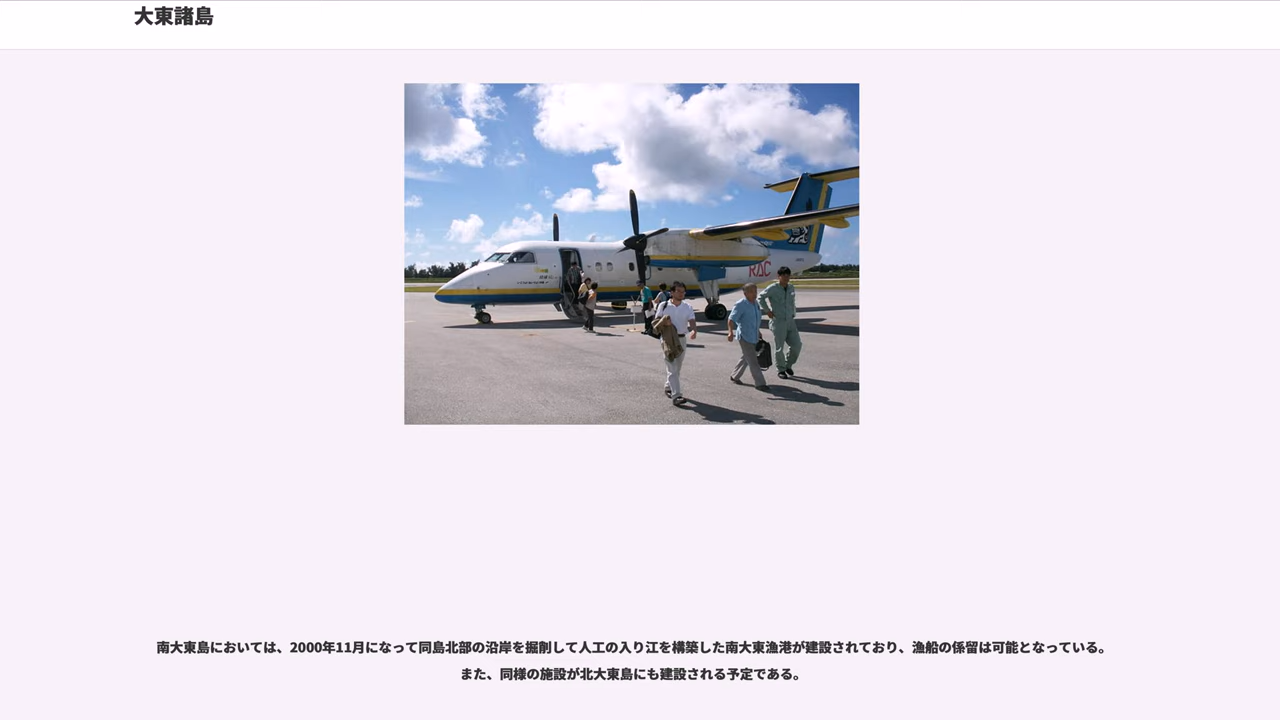 大東諸島
RAC
南大東島においては、2000年11月になって同島北部の沿岸を掘削して人工の入り江を構築した南大東漁港が建設されており、漁船の係留は可能となっている。
また、同様の施設が北大東島にも建設される予定である。